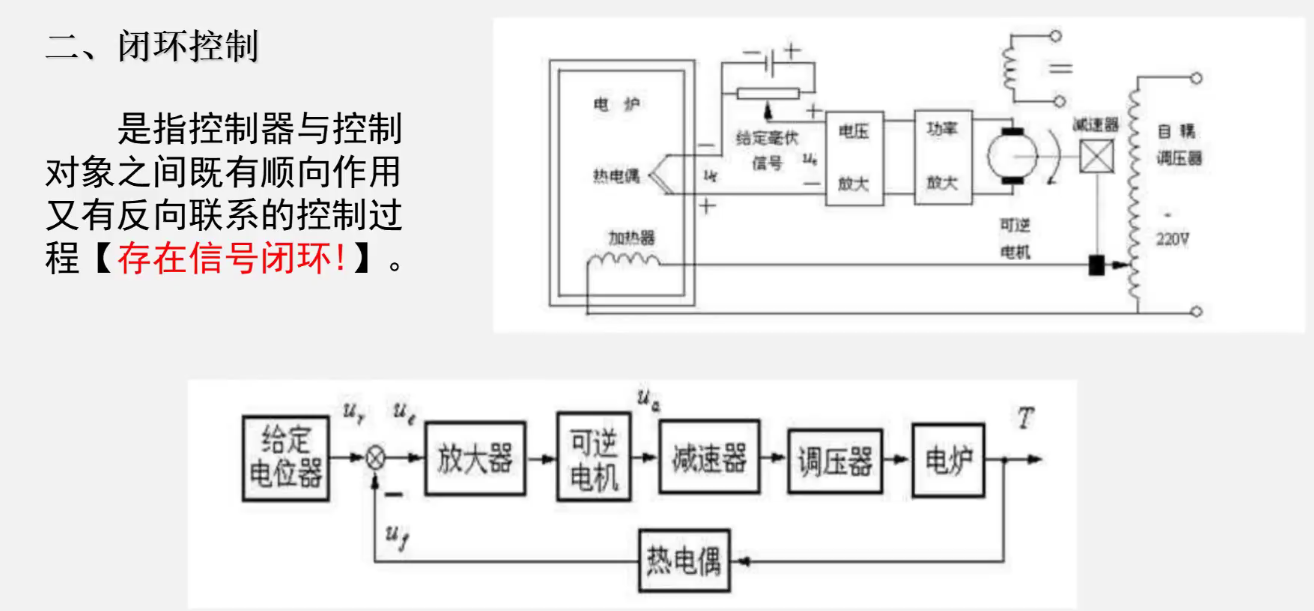 二、闭环控制
是指控制器与控制
对象之间既有顺向作用
又有反向联系的控制过
程【存在信号闭环!】。
电 炉
热电偶
加热器
− +
− +
u_f
给定毫伏
信号
+ −
u_e
电压
放大
功率
放大
可逆
电机
=
减速器
自 耦
调压器
~
220V
给定
电位器
u_r
u_e
−
放大器
可逆
电机
u_a
减速器
调压器
电炉
T
u_f
热电偶